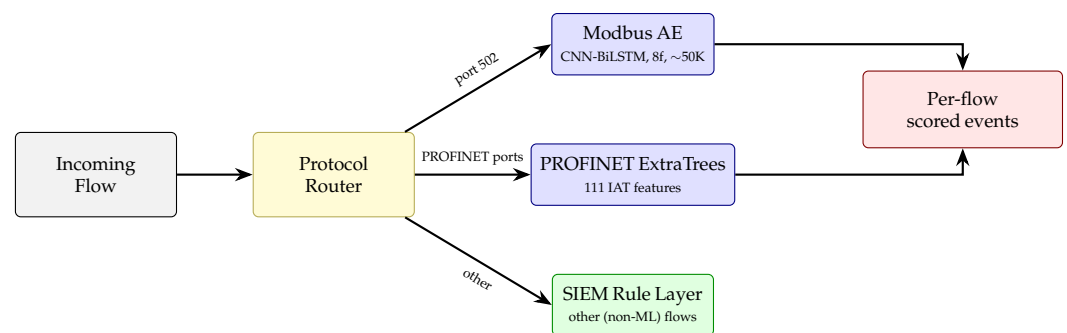 Incoming
Flow
Protocol
Router
port 502
Modbus AE
CNN-BiLSTM, 8f, ~50K
PROFINET ports
PROFINET ExtraTrees
111 IAT features
other
SIEM Rule Layer
other (non-ML) flows
Per-flow
scored events